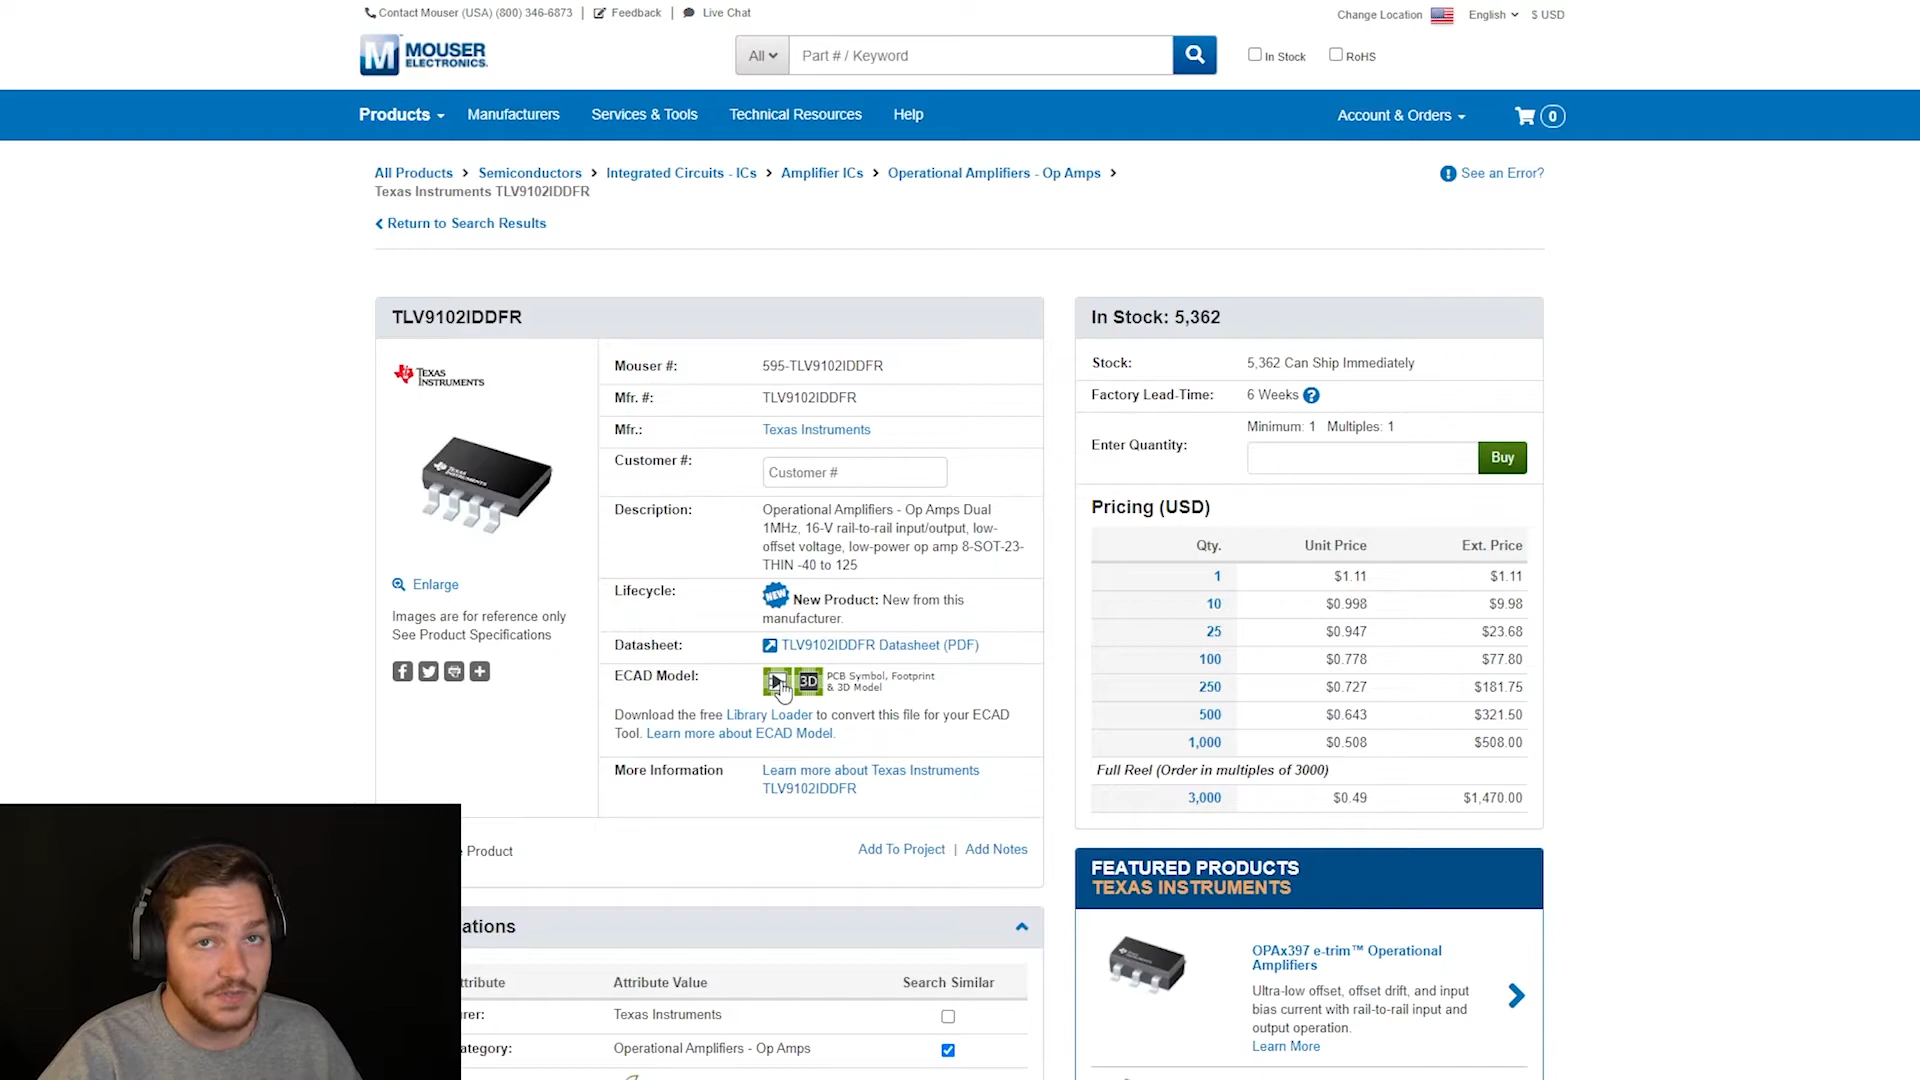 Contact Mouser (USA) (800) 346-6873 | Feedback | Live Chat
Change Location English $ USD
M MOUSER ELECTRONICS
All Part # / Keyword
In Stock RoHS
Products Manufacturers Services & Tools Technical Resources Help
Account & Orders 0
All Products > Semiconductors > Integrated Circuits - ICs > Amplifier ICs > Operational Amplifiers - Op Amps >
Texas Instruments TLV9102IDDFR
See an Error?
Return to Search Results
TLV9102IDDFR
Texas Instruments
Enlarge
Images are for reference only
See Product Specifications
Mouser #: 595-TLV9102IDDFR
Mfr. #: TLV9102IDDFR
Mfr.: Texas Instruments
Customer #: Customer #
Description: Operational Amplifiers - Op Amps Dual
1MHz, 16-V rail-to-rail input/output, low-
offset voltage, low-power op amp 8-SOT-23-
THIN -40 to 125
Lifecycle: NEW New Product: New from this
manufacturer.
Datasheet: TLV9102IDDFR Datasheet (PDF)
ECAD Model: 3D PCB Symbol, Footprint
& 3D Model
Download the free Library Loader to convert this file for your ECAD
Tool. Learn more about ECAD Model.
More Information Learn more about Texas Instruments
TLV9102IDDFR
Product
Add To Project | Add Notes
ations
ttribute Attribute Value Search Similar
rer: Texas Instruments
ategory: Operational Amplifiers - Op Amps
In Stock: 5,362
Stock: 5,362 Can Ship Immediately
Factory Lead-Time: 6 Weeks ?
Minimum: 1 Multiples: 1
Enter Quantity: Buy
Pricing (USD)
Qty. Unit Price Ext. Price
1 $1.11 $1.11
10 $0.998 $9.98
25 $0.947 $23.68
100 $0.778 $77.80
250 $0.727 $181.75
500 $0.643 $321.50
1,000 $0.508 $508.00
Full Reel (Order in multiples of 3000)
3,000 $0.49 $1,470.00
FEATURED PRODUCTS
TEXAS INSTRUMENTS
OPAx397 e-trim™ Operational
Amplifiers
Ultra-low offset, offset drift, and input
bias current with rail-to-rail input and
output operation.
Learn More